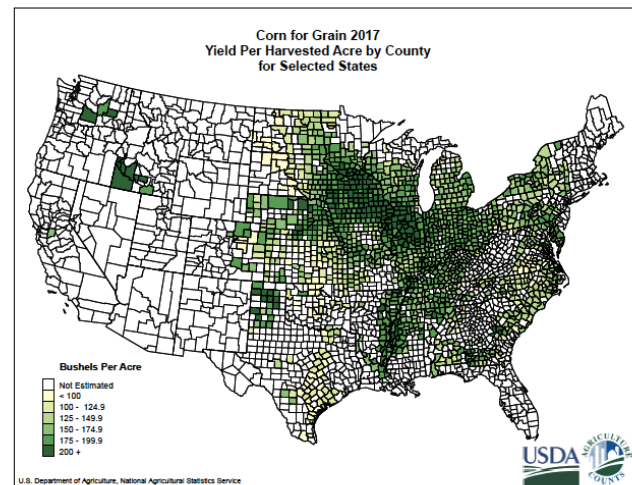 Corn for Grain 2017
Yield Per Harvested Acre by County
for Selected States
Bushels Per Acre
Not Estimated
< 100
100 - 124.9
125 - 149.9
150 - 174.9
175 - 199.9
200 +
USDA
AGRICULTURE
COUNTS
U.S. Department of Agriculture, National Agricultural Statistics Service